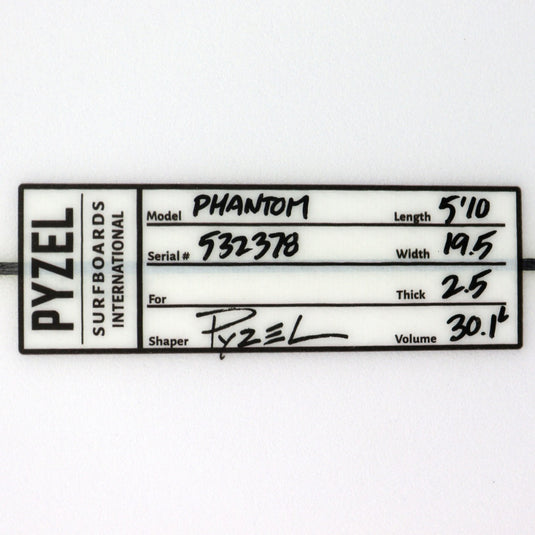 PYZEL
SURFBOARDS
INTERNATIONAL
Model PHANTOM Length 5'10
Serial # 532378 Width 19.5
For Thick 2.5
Shaper PYZEL Volume 30.1L